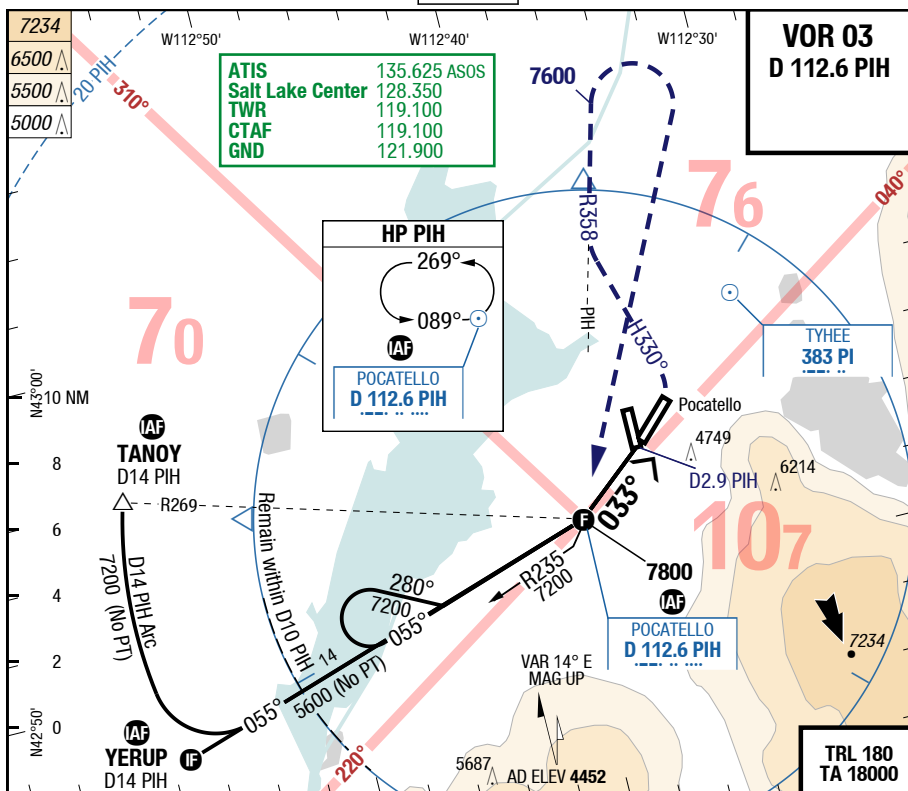 7234
6500
5500
5000
20 PIH
W112°50'
W112°40'
W112°30'
VOR 03
D 112.6 PIH
310°
ATIS 135.625 ASOS
Salt Lake Center 128.350
TWR 119.100
CTAF 119.100
GND 121.900
7600
76
040°
R358
PIH
H330°
HP PIH
269°
089°
IAF
POCATELLO
D 112.6 PIH
70
TYHEE
383 PI
N43°00'
10 NM
8
6
4
2
0
N42°50'
Pocatello
4749
6214
D2.9 PIH
IAF
TANOY
D14 PIH
R269
Remain within D10 PIH
F
033°
107
D14 PIH Arc
7200 (No PT)
280°
7200
055°
R235
7200
7800
IAF
POCATELLO
D 112.6 PIH
7234
14
5600 (No PT)
055°
VAR 14° E
MAG UP
IAF
YERUP
D14 PIH
IF
220°
5687
AD ELEV 4452
TRL 180
TA 18000